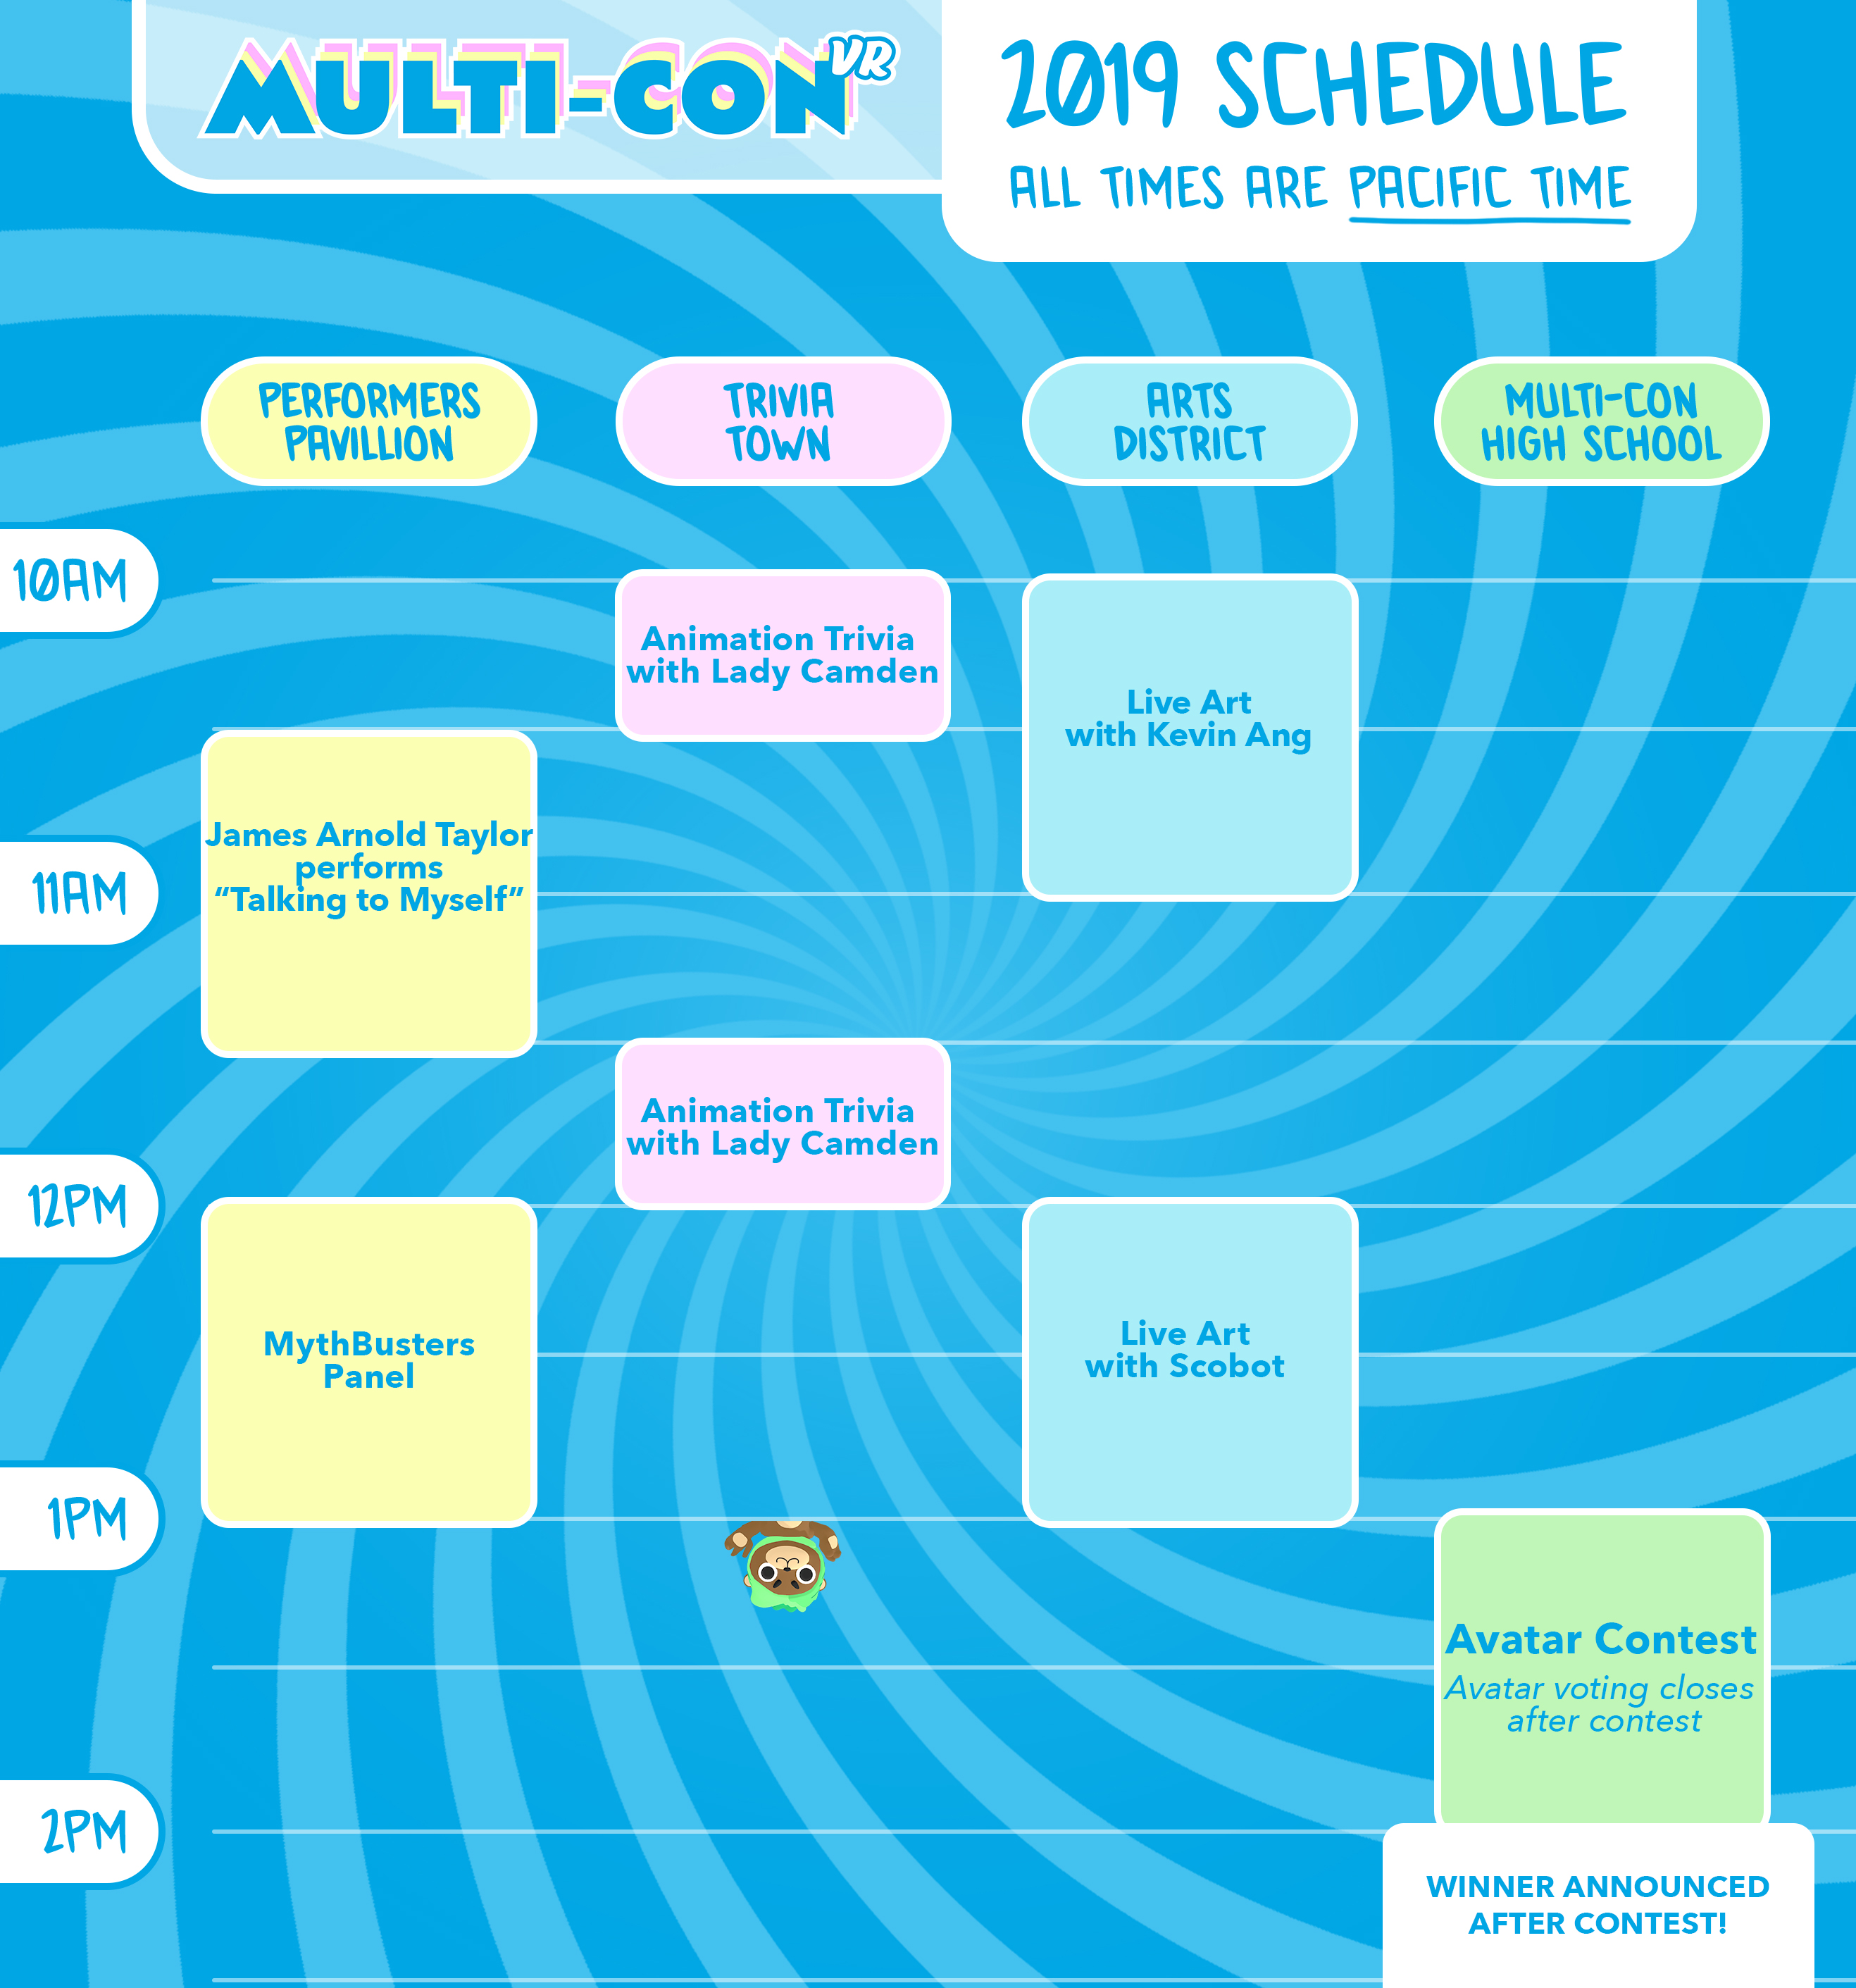 MULTI-CON VR
2019 SCHEDULE
ALL TIMES ARE PACIFIC TIME
PERFORMERS
PAVILLION
TRIVIA
TOWN
ARTS
DISTRICT
MULTI-CON
HIGH SCHOOL
10AM
Animation Trivia
with Lady Camden
Live Art
with Kevin Ang
James Arnold Taylor
performs
“Talking to Myself”
11AM
Animation Trivia
with Lady Camden
12PM
MythBusters
Panel
Live Art
with Scobot
1PM
Avatar Contest
Avatar voting closes
after contest
2PM
WINNER ANNOUNCED
AFTER CONTEST!